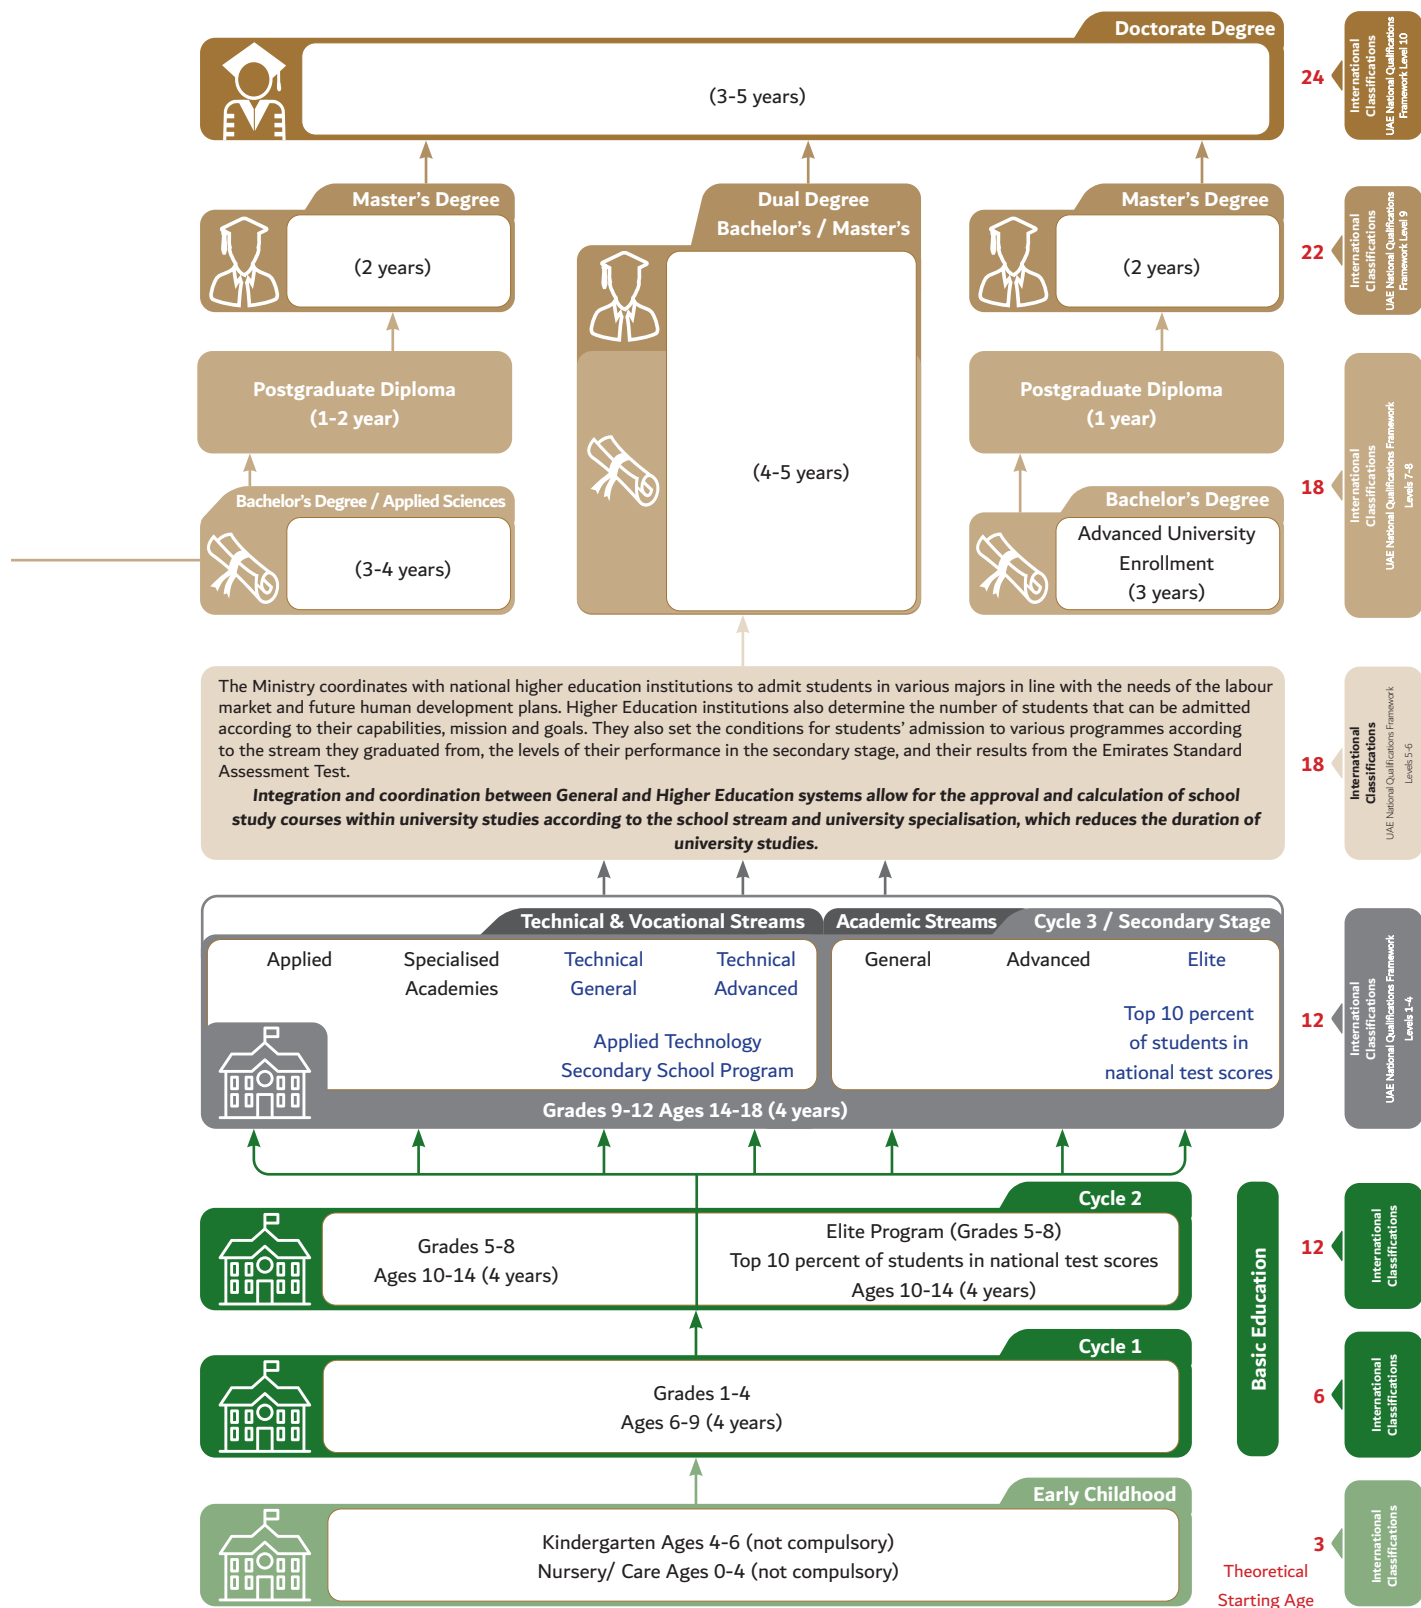 Doctorate Degree
(3-5 years)
24
International
Classifications
UAE National Qualifications
Framework Level 10
Master's Degree
(2 years)
Dual Degree
Bachelor's / Master's
(4-5 years)
Master's Degree
(2 years)
22
International
Classifications
UAE National Qualifications
Framework Level 9
Postgraduate Diploma
(1-2 year)
Postgraduate Diploma
(1 year)
Bachelor's Degree / Applied Sciences
(3-4 years)
Bachelor's Degree
Advanced University
Enrollment
(3 years)
18
International
Classifications
UAE National Qualifications Framework
Levels 7-8
The Ministry coordinates with national higher education institutions to admit students in various majors in line with the needs of the labour
market and future human development plans. Higher Education institutions also determine the number of students that can be admitted
according to their capabilities, mission and goals. They also set the conditions for students' admission to various programmes according
to the stream they graduated from, the levels of their performance in the secondary stage, and their results from the Emirates Standard
Assessment Test.
Integration and coordination between General and Higher Education systems allow for the approval and calculation of school
study courses within university studies according to the school stream and university specialisation, which reduces the duration of
university studies.
18
International
Classifications
UAE National Qualifications Framework
Levels 5-6
Technical & Vocational Streams
Academic Streams
Cycle 3 / Secondary Stage
Applied
Specialised
Academies
Technical
General
Technical
Advanced
Applied Technology
Secondary School Program
General
Advanced
Elite
Top 10 percent
of students in
national test scores
Grades 9-12 Ages 14-18 (4 years)
12
International
Classifications
UAE National Qualifications Framework
Levels 1-4
Cycle 2
Grades 5-8
Ages 10-14 (4 years)
Elite Program (Grades 5-8)
Top 10 percent of students in national test scores
Ages 10-14 (4 years)
12
International
Classifications
Basic Education
Cycle 1
Grades 1-4
Ages 6-9 (4 years)
6
International
Classifications
Early Childhood
Kindergarten Ages 4-6 (not compulsory)
Nursery/ Care Ages 0-4 (not compulsory)
3
Theoretical
Starting Age
International
Classifications